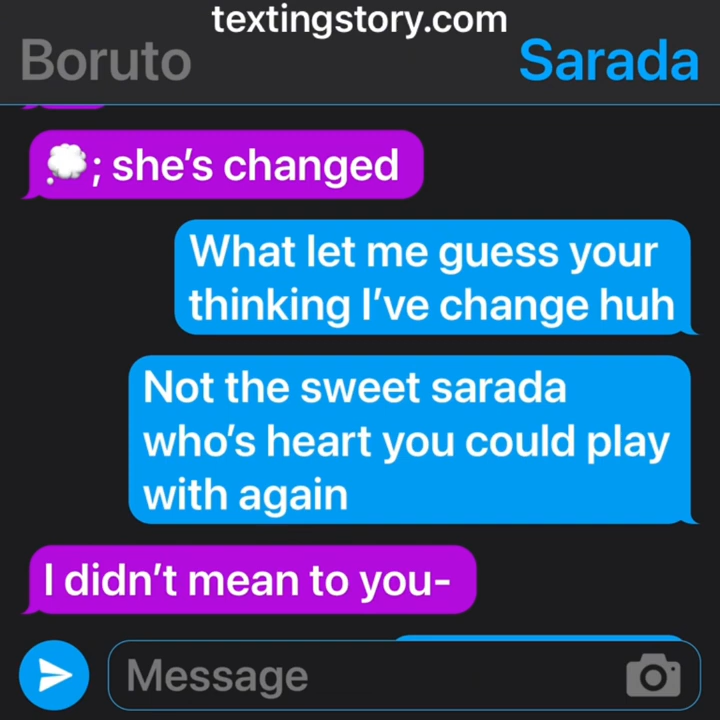 textingstory.com
Boruto Sarada
💭; she's changed
What let me guess your
thinking I've change huh
Not the sweet sarada
who's heart you could play
with again
I didn't mean to you-
Message